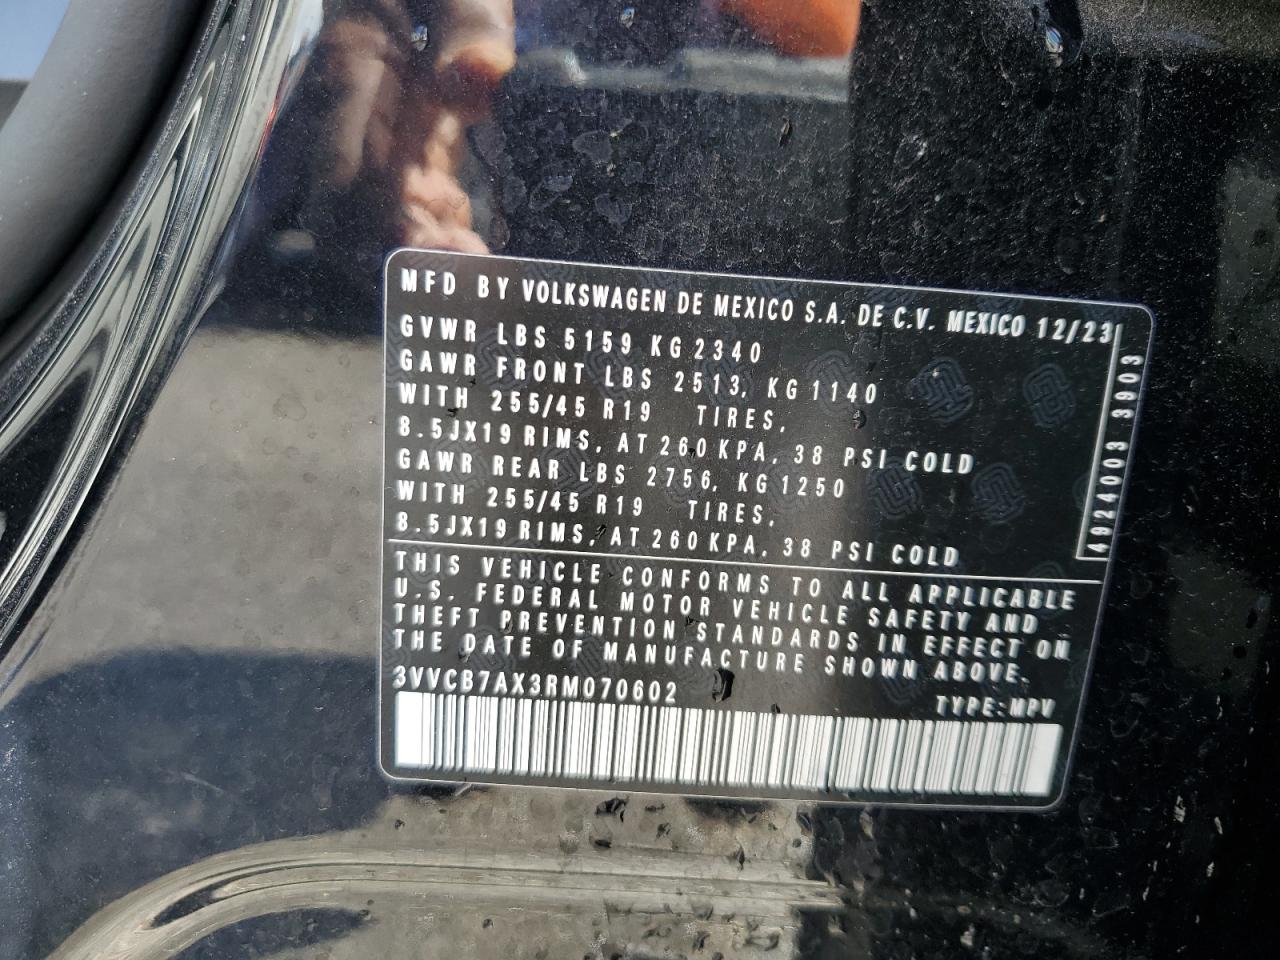 MFD BY VOLKSWAGEN DE MEXICO S.A. DE C.V. MEXICO 12/23
GVWR LBS 5159 KG 2340
GAWR FRONT LBS 2513, KG 1140
WITH 255/45 R19 TIRES,
8.5JX19 RIMS, AT 260 KPA, 38 PSI COLD
GAWR REAR LBS 2756, KG 1250
WITH 255/45 R19 TIRES,
8.5JX19 RIMS, AT 260 KPA, 38 PSI COLD
4924003 3903
THIS VEHICLE CONFORMS TO ALL APPLICABLE
U.S. FEDERAL MOTOR VEHICLE SAFETY AND
THEFT PREVENTION STANDARDS IN EFFECT ON
THE DATE OF MANUFACTURE SHOWN ABOVE.
3VVCB7AX3RM070602
TYPE:MPV